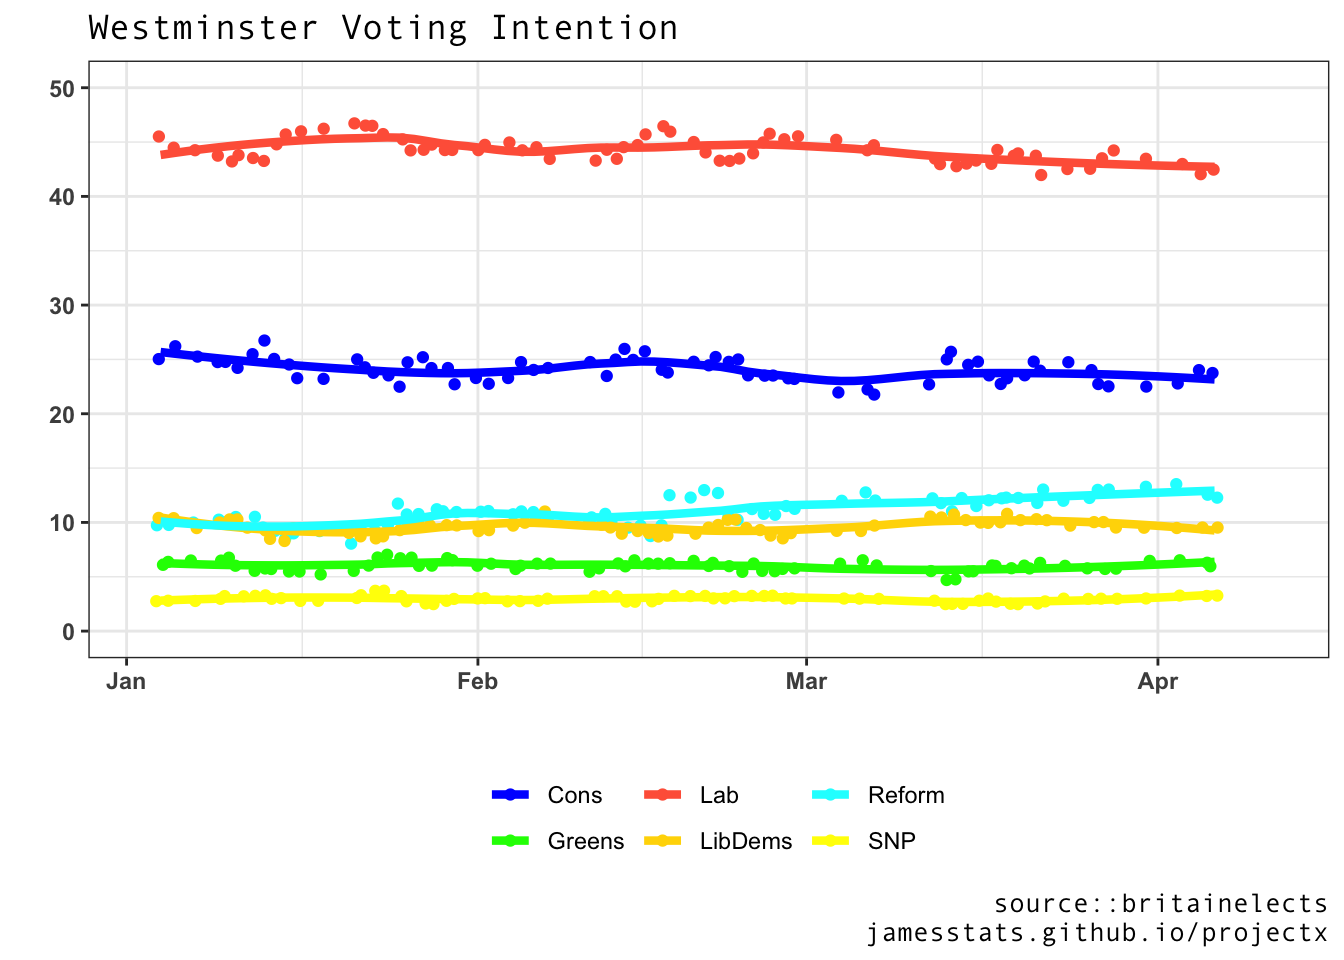 Westminster Voting Intention
50
40
30
20
10
0
Jan Feb Mar Apr
Cons Lab Reform
Greens LibDems SNP
source::britainelects
jamesstats.github.io/projectx